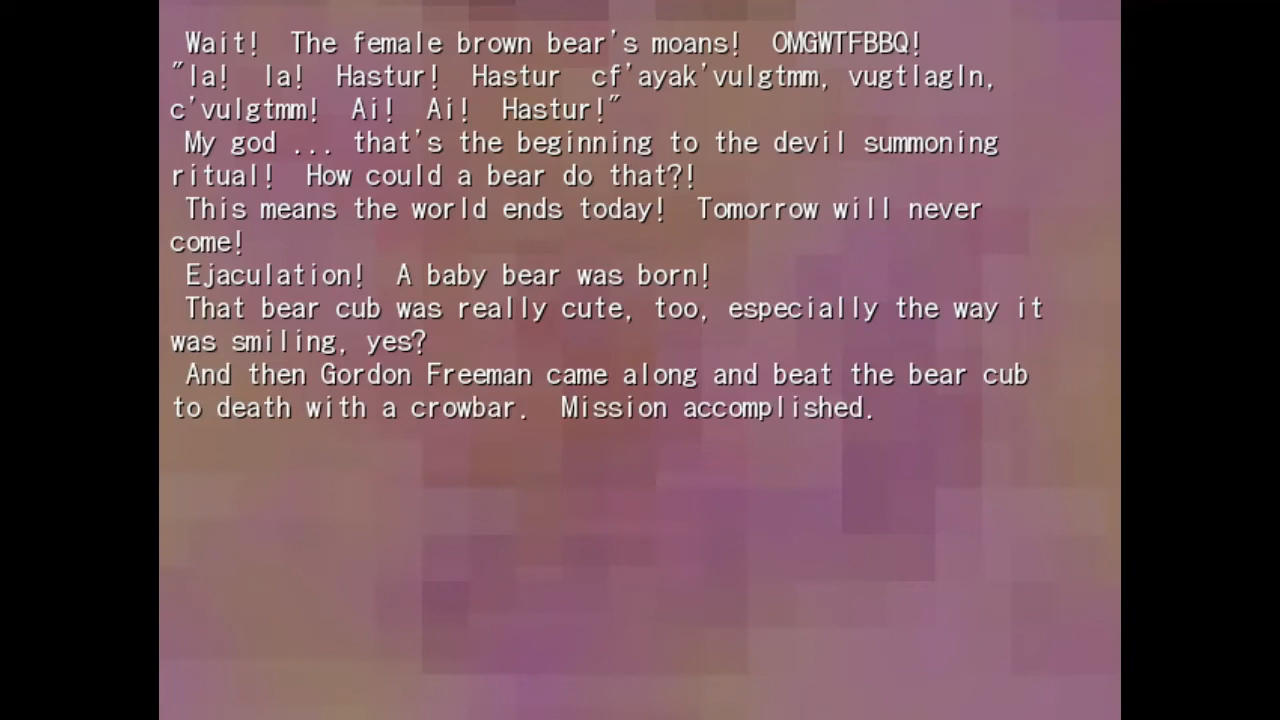 Wait!  The female brown bear's moans!  OMGWTFBBQ!
"Ia!  Ia!  Hastur!  Hastur  cf'ayak'vulgtmm, vugtlagln,
c'vulgtmm!  Ai!  Ai!  Hastur!"
My god ... that's the beginning to the devil summoning
ritual!  How could a bear do that?!
This means the world ends today!  Tomorrow will never
come!
Ejaculation!  A baby bear was born!
That bear cub was really cute, too, especially the way it
was smiling, yes?
And then Gordon Freeman came along and beat the bear cub
to death with a crowbar.  Mission accomplished.